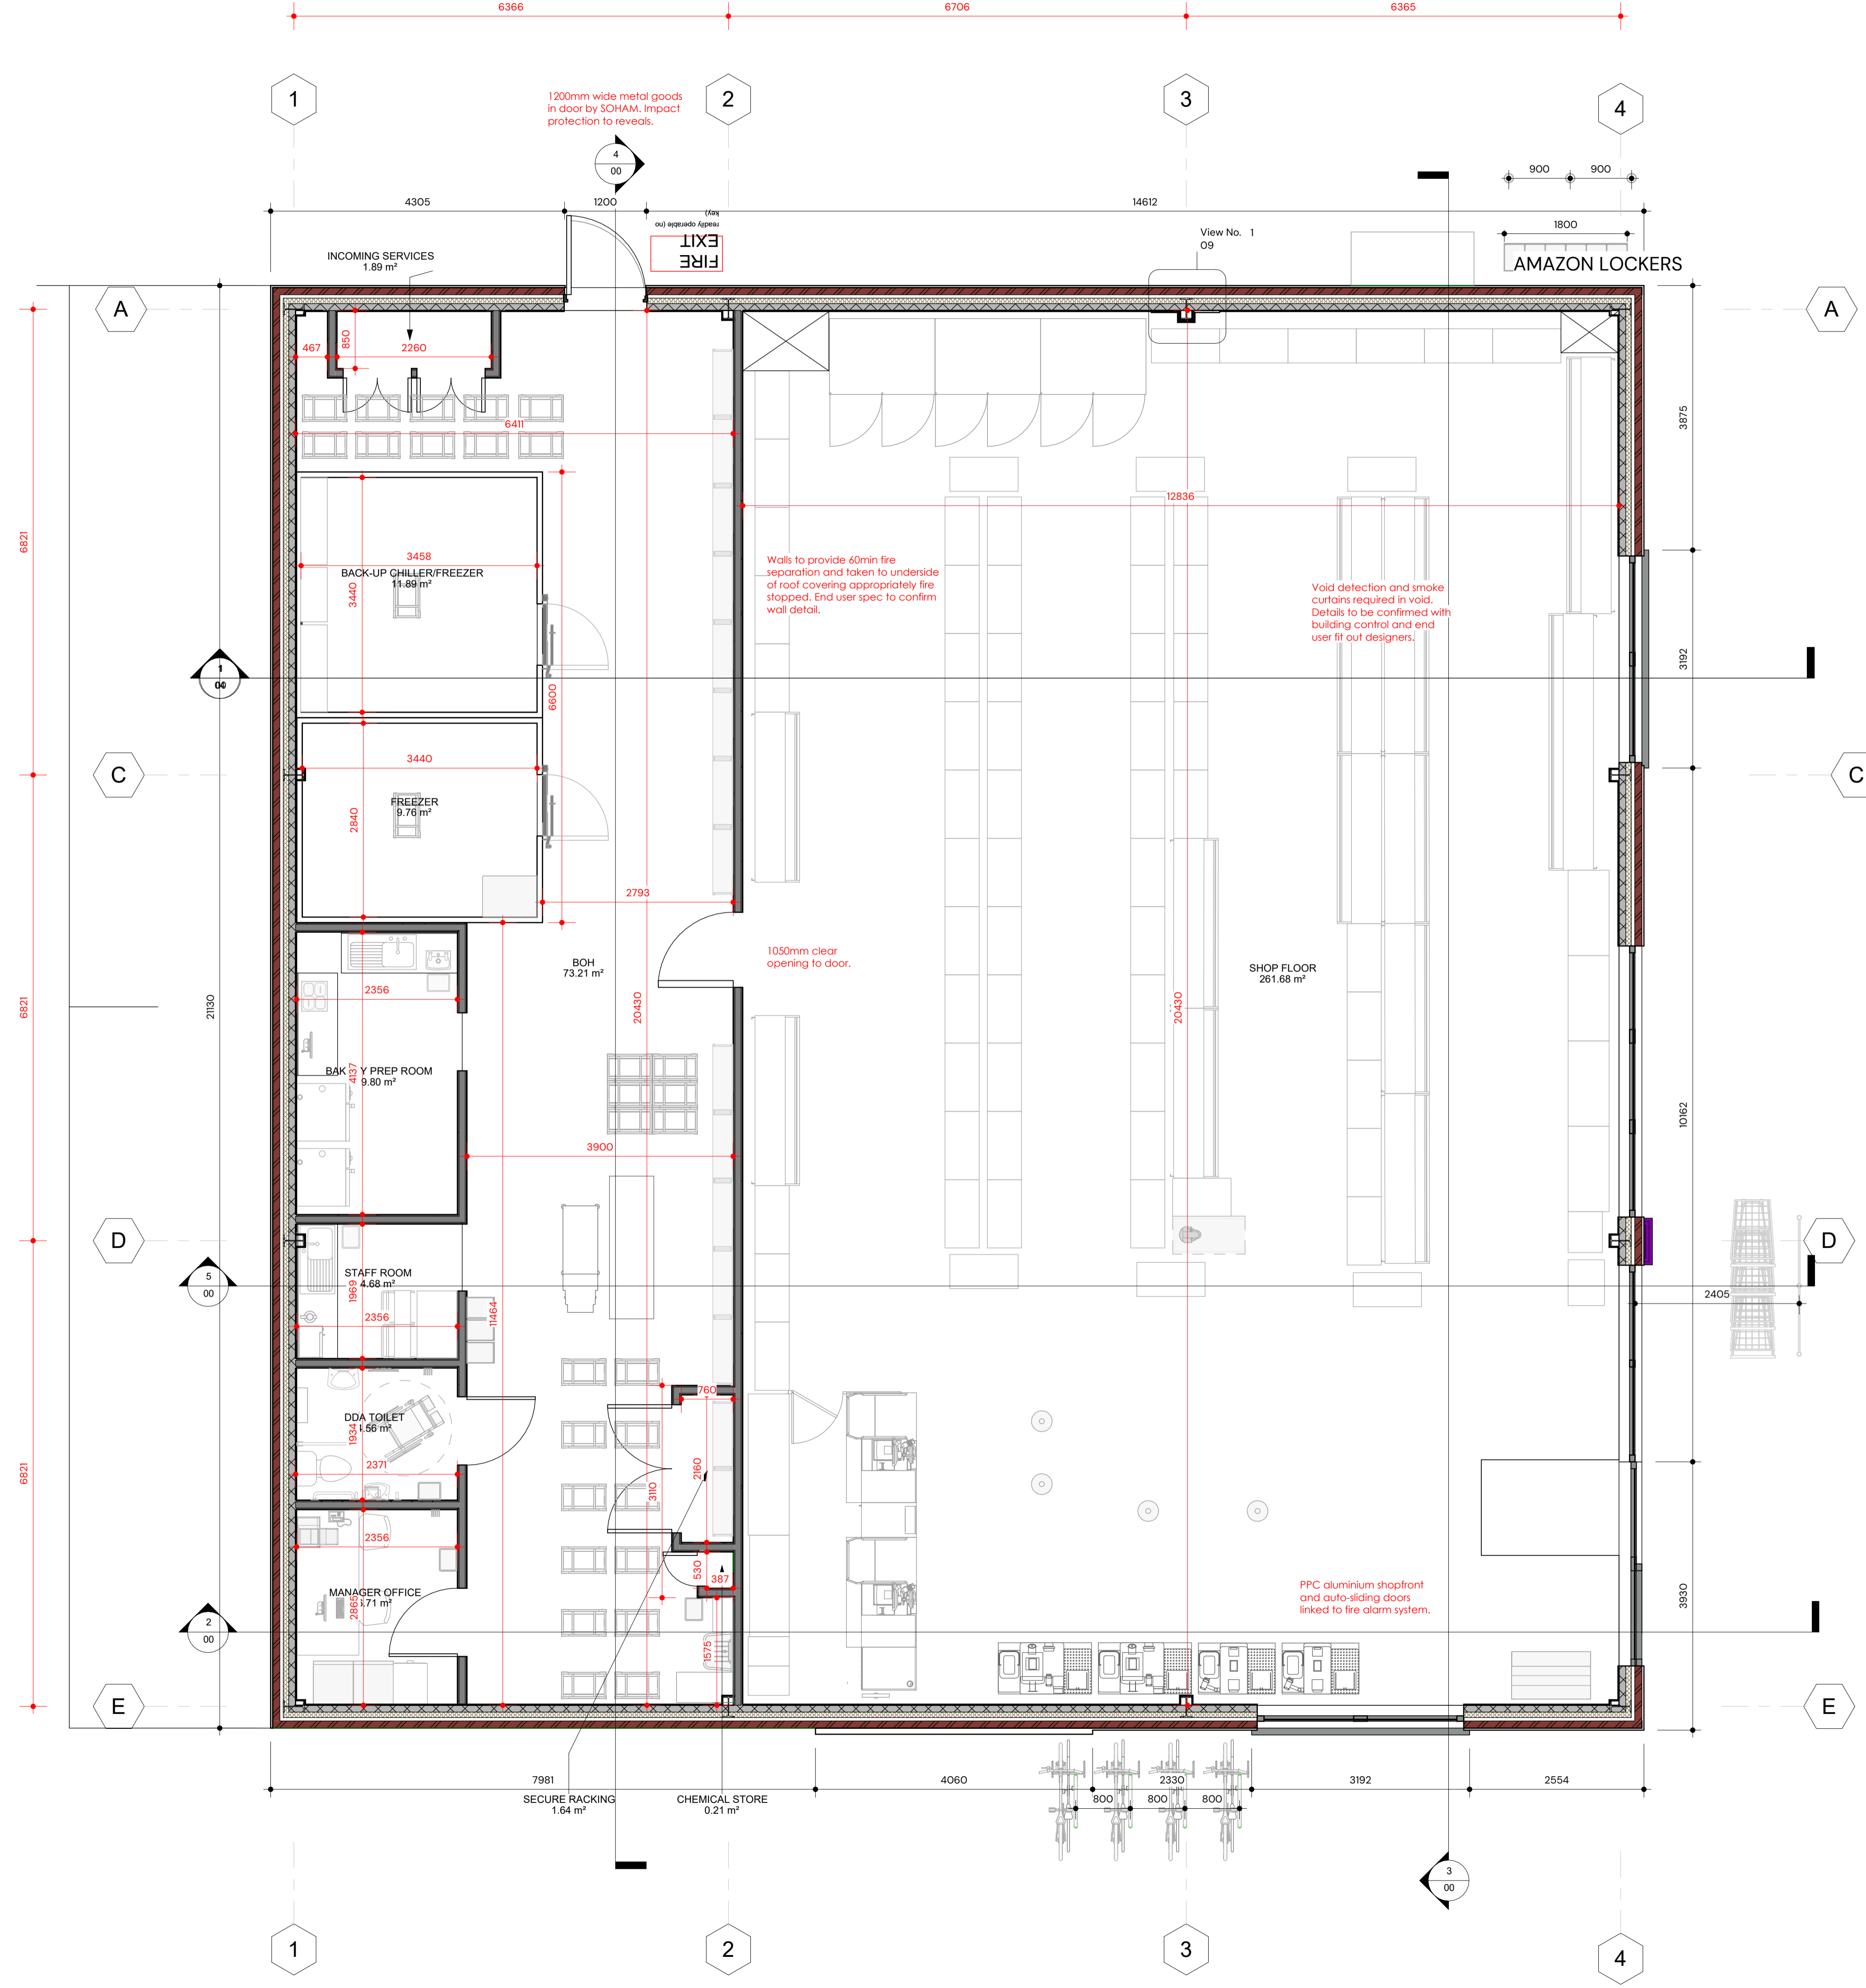 6366
6706
6365
1
2
3
4
1200mm wide metal goods
in door by SOHAM. Impact
protection to reveals.
4
00
900
900
4305
1200
14612
FIRE
EXIT
readily operable (no
key)
View No. 1
09
1800
AMAZON LOCKERS
INCOMING SERVICES
1.89 m²
A
A
467
850
2260
6411
3875
12836
6821
BACK-UP CHILLER/FREEZER
11.89 m²
3458
3440
Walls to provide 60min fire
separation and taken to underside
of roof covering appropriately fire
stopped. End user spec to confirm
wall detail.
Void detection and smoke
curtains required in void.
Details to be confirmed with
building control and end
user fit out designers.
3192
1
6600
C
C
3440
FREEZER
9.76 m²
2840
2793
1050mm clear
opening to door.
BOH
73.21 m²
SHOP FLOOR
261.68 m²
2356
21130
6821
20430
20430
4137
BAK Y PREP ROOM
9.80 m²
10162
3900
D
D
STAFF ROOM
4.68 m²
1969
2356
5
00
11464
2405
760
DDA TOILET
.56 m²
1934
2371
6821
2160
3110
2356
530
387
MANAGER OFFICE
.71 m²
2865
PPC aluminium shopfront
and auto-sliding doors
linked to fire alarm system.
3930
2
00
1575
E
E
7981
4060
2330
3192
2554
800
800
800
SECURE RACKING
1.64 m²
CHEMICAL STORE
0.21 m²
3
00
1
2
3
4